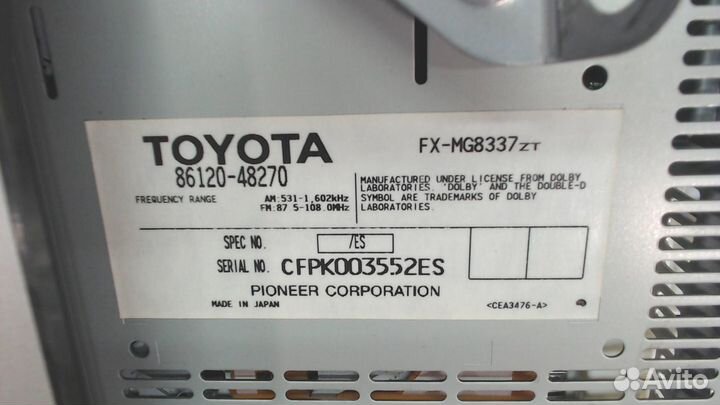 TOYOTA
86120-48270
FX-MG8337ZT
FREQUENCY RANGE AM:531-1,602kHz
FM:87 5-108.0MHz
MANUFACTURED UNDER LICENSE FROM DOLBY
LABORATORIES. 'DOLBY' AND THE DOUBLE-D
SYMBOL ARE TRADEMARKS OF DOLBY
LABORATORIES.
SPEC NO. /ES
SERIAL NO. CFPK003552ES
PIONEER CORPORATION
MADE IN JAPAN
<CEA3476-A>
Avito